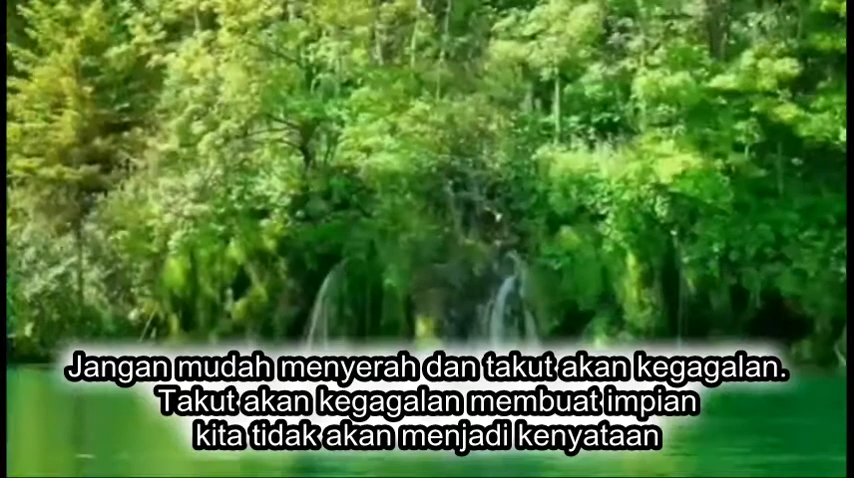 Jangan mudah menyerah dan takut akan kegagalan.
Takut akan kegagalan membuat impian
kita tidak akan menjadi kenyataan